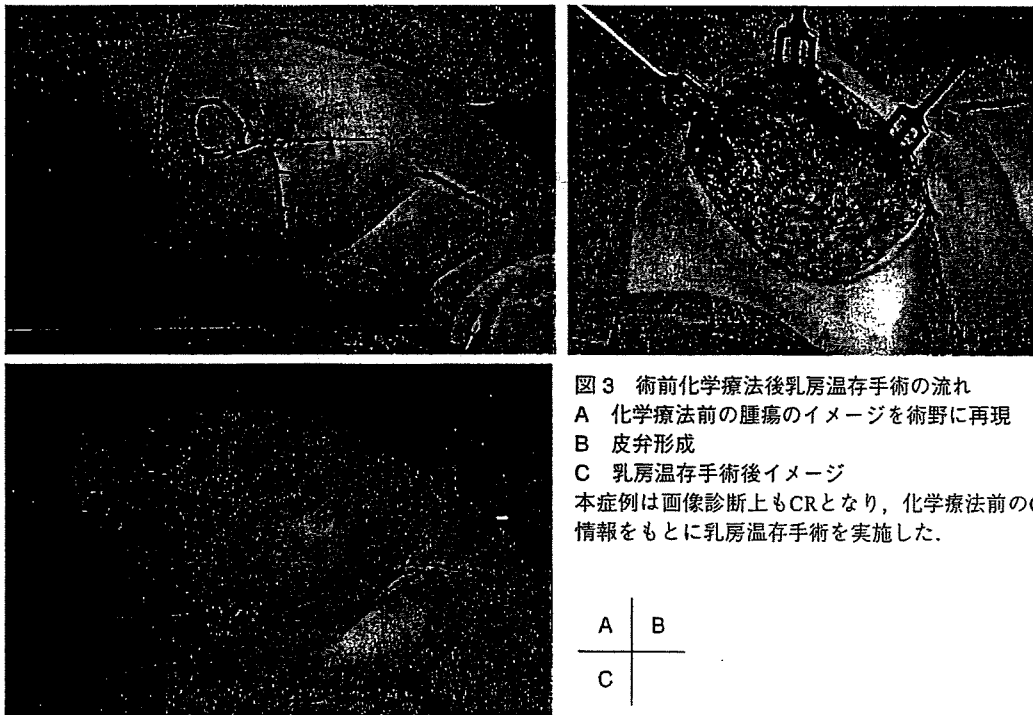 図3 術前化学療法後乳房温存手術の流れ
A 化学療法前の腫瘍のイメージを術野に再現
B 皮弁形成
C 乳房温存手術後イメージ
本症例は画像診断上もCRとなり，化学療法前の
情報をもとに乳房温存手術を実施した．
A B
C